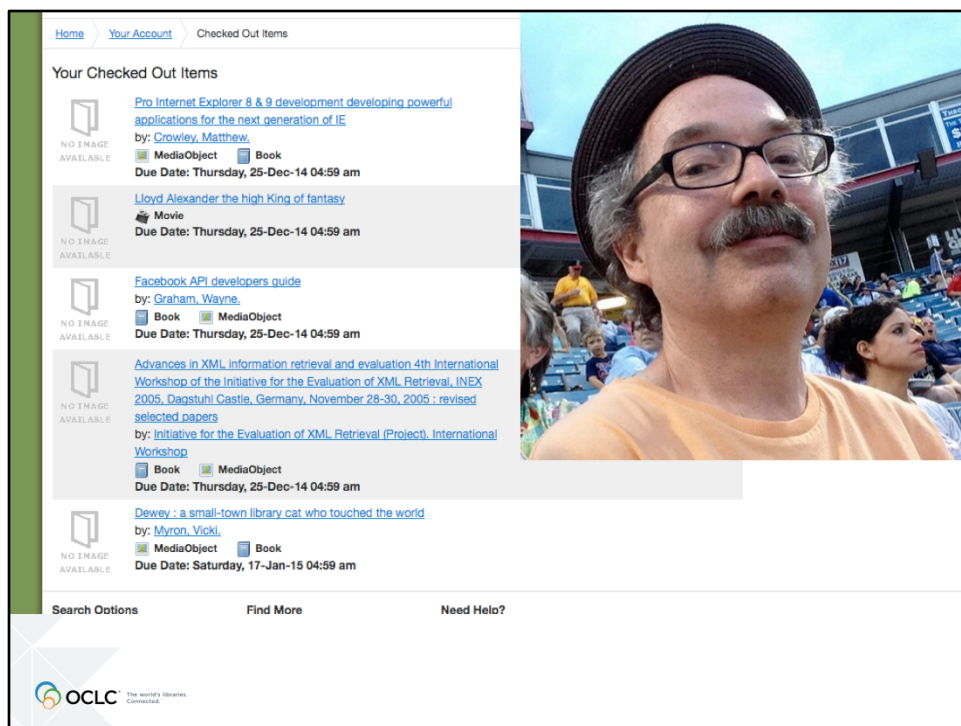 Home Your Account Checked Out Items
Your Checked Out Items
NO IMAGE
AVAILABLE
Pro Internet Explorer 8 & 9 development developing powerful
applications for the next generation of IE
by: Crowley, Matthew.
MediaObject Book
Due Date: Thursday, 25-Dec-14 04:59 am
NO IMAGE
AVAILABLE
Lloyd Alexander the high King of fantasy
Movie
Due Date: Thursday, 25-Dec-14 04:59 am
NO IMAGE
AVAILABLE
Facebook API developers guide
by: Graham, Wayne.
Book MediaObject
Due Date: Thursday, 25-Dec-14 04:59 am
NO IMAGE
AVAILABLE
Advances in XML information retrieval and evaluation 4th International
Workshop of the Initiative for the Evaluation of XML Retrieval, INEX
2005, Dagstuhl Castle, Germany, November 28-30, 2005 : revised
selected papers
by: Initiative for the Evaluation of XML Retrieval (Project). International
Workshop
Book MediaObject
Due Date: Thursday, 25-Dec-14 04:59 am
NO IMAGE
AVAILABLE
Dewey : a small-town library cat who touched the world
by: Myron, Vicki.
MediaObject Book
Due Date: Saturday, 17-Jan-15 04:59 am
Search Options Find More Need Help?
OCLC
The world's libraries.
Connected.